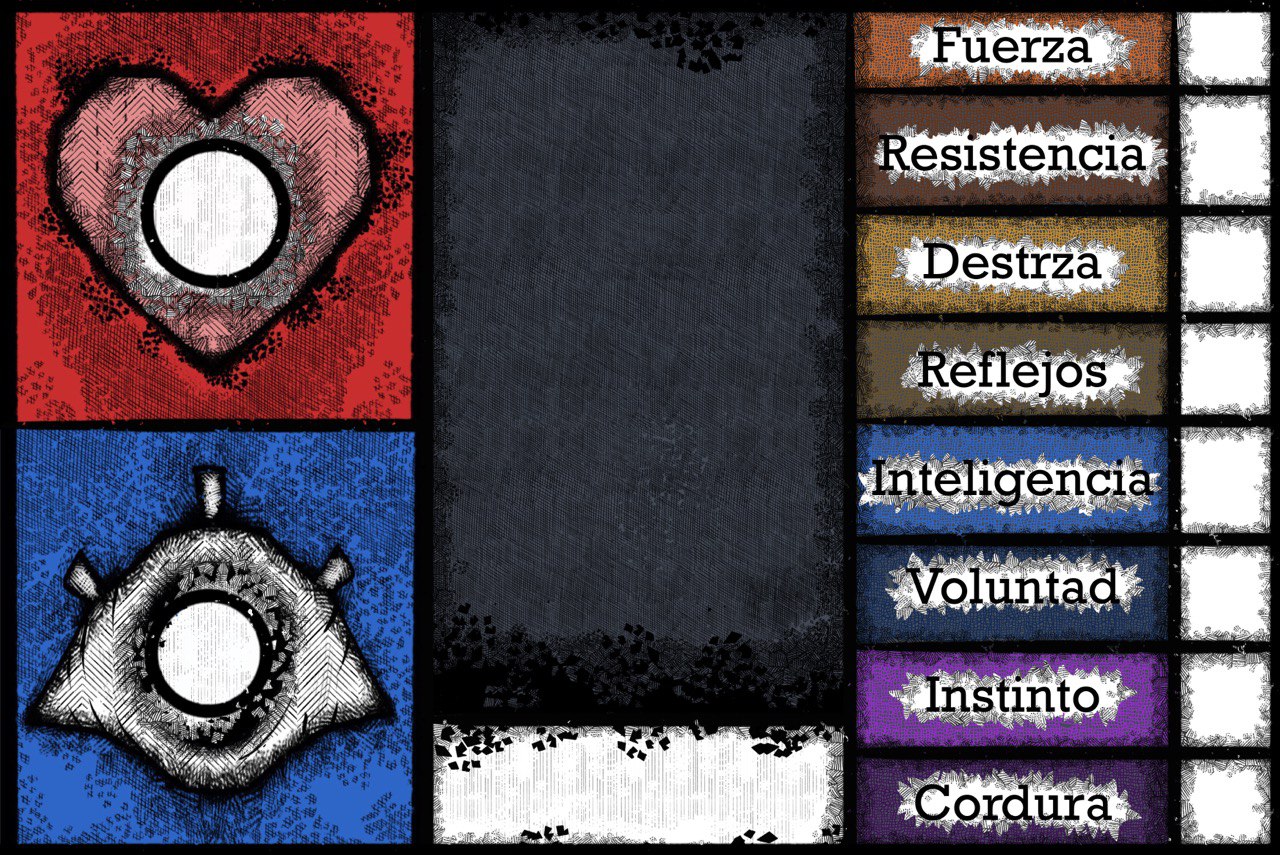 Fuerza
Resistencia
Destrza
Reflejos
Inteligencia
Voluntad
Instinto
Cordura